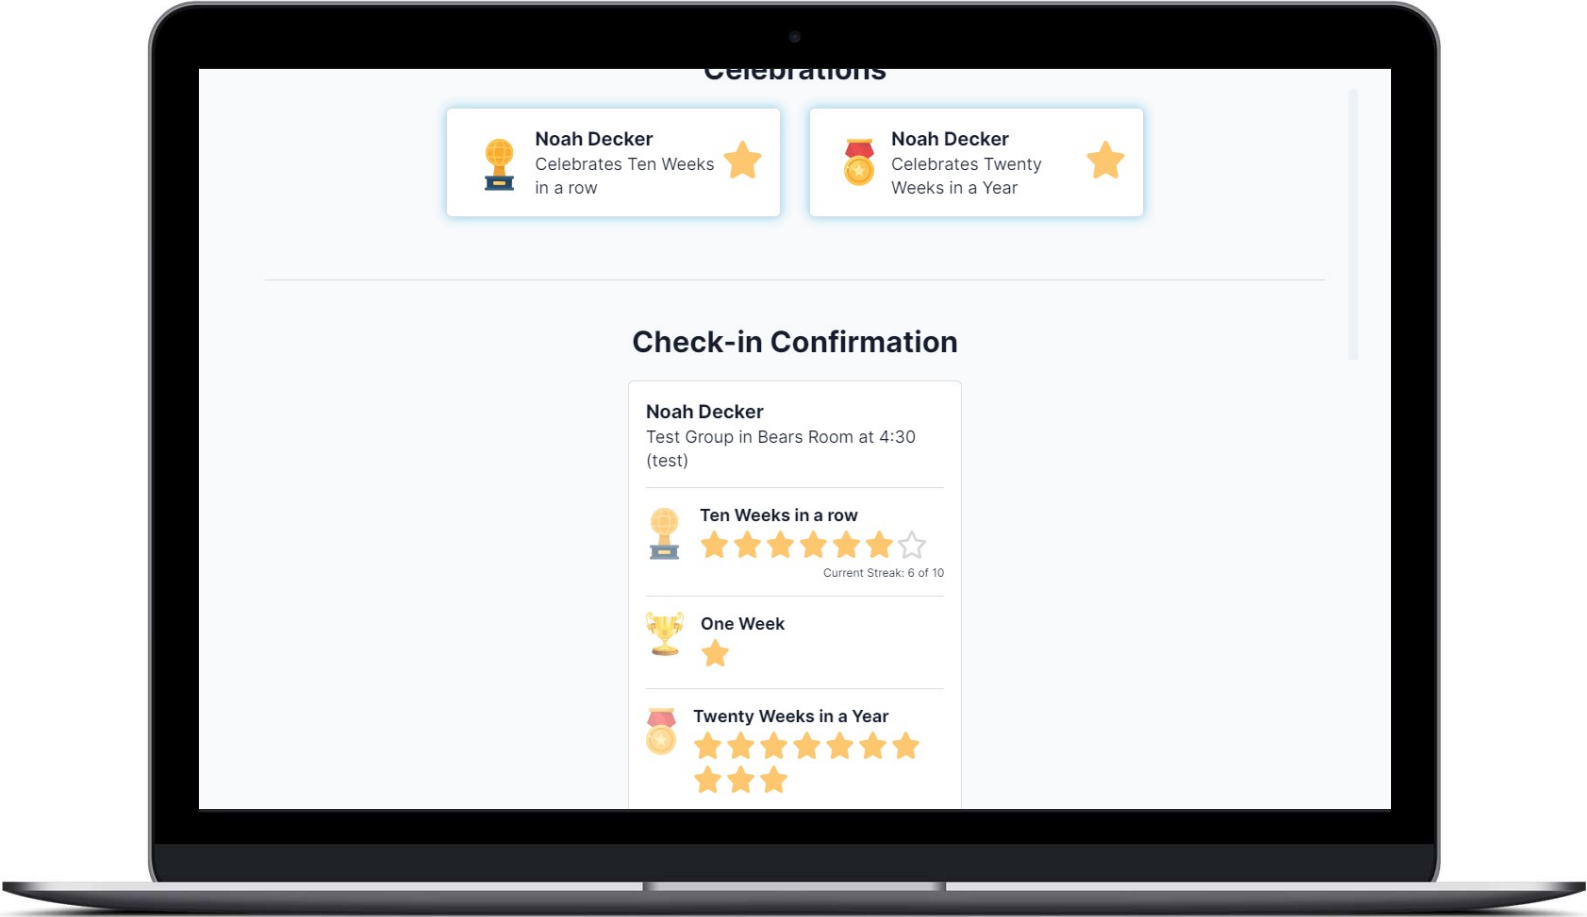 Celebrations
Noah Decker
Celebrates Ten Weeks
in a row
Noah Decker
Celebrates Twenty
Weeks in a Year
Check-in Confirmation
Noah Decker
Test Group in Bears Room at 4:30
(test)
Ten Weeks in a row
Current Streak: 6 of 10
One Week
Twenty Weeks in a Year